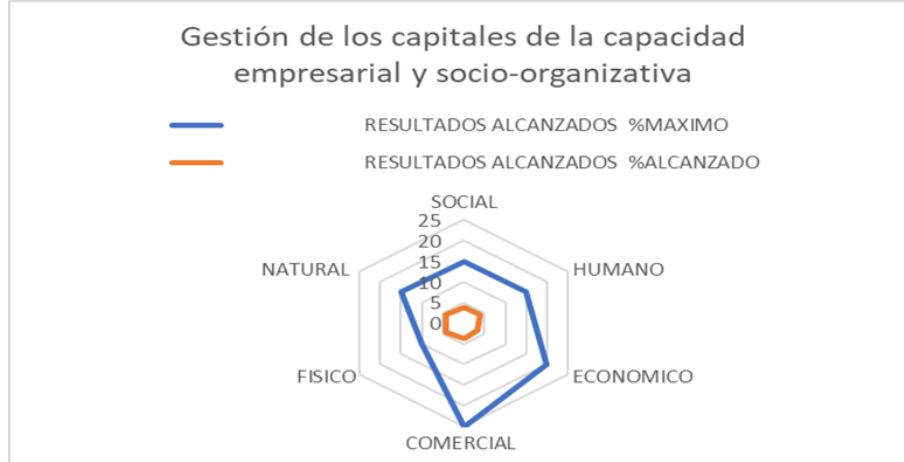 Gestión de los capitales de la capacidad
empresarial y socio-organizativa
RESULTADOS ALCANZADOS %MAXIMO
RESULTADOS ALCANZADOS %ALCANZADO
SOCIAL
25
20
15
10
5
0
NATURAL
HUMANO
FISICO
ECONOMICO
COMERCIAL